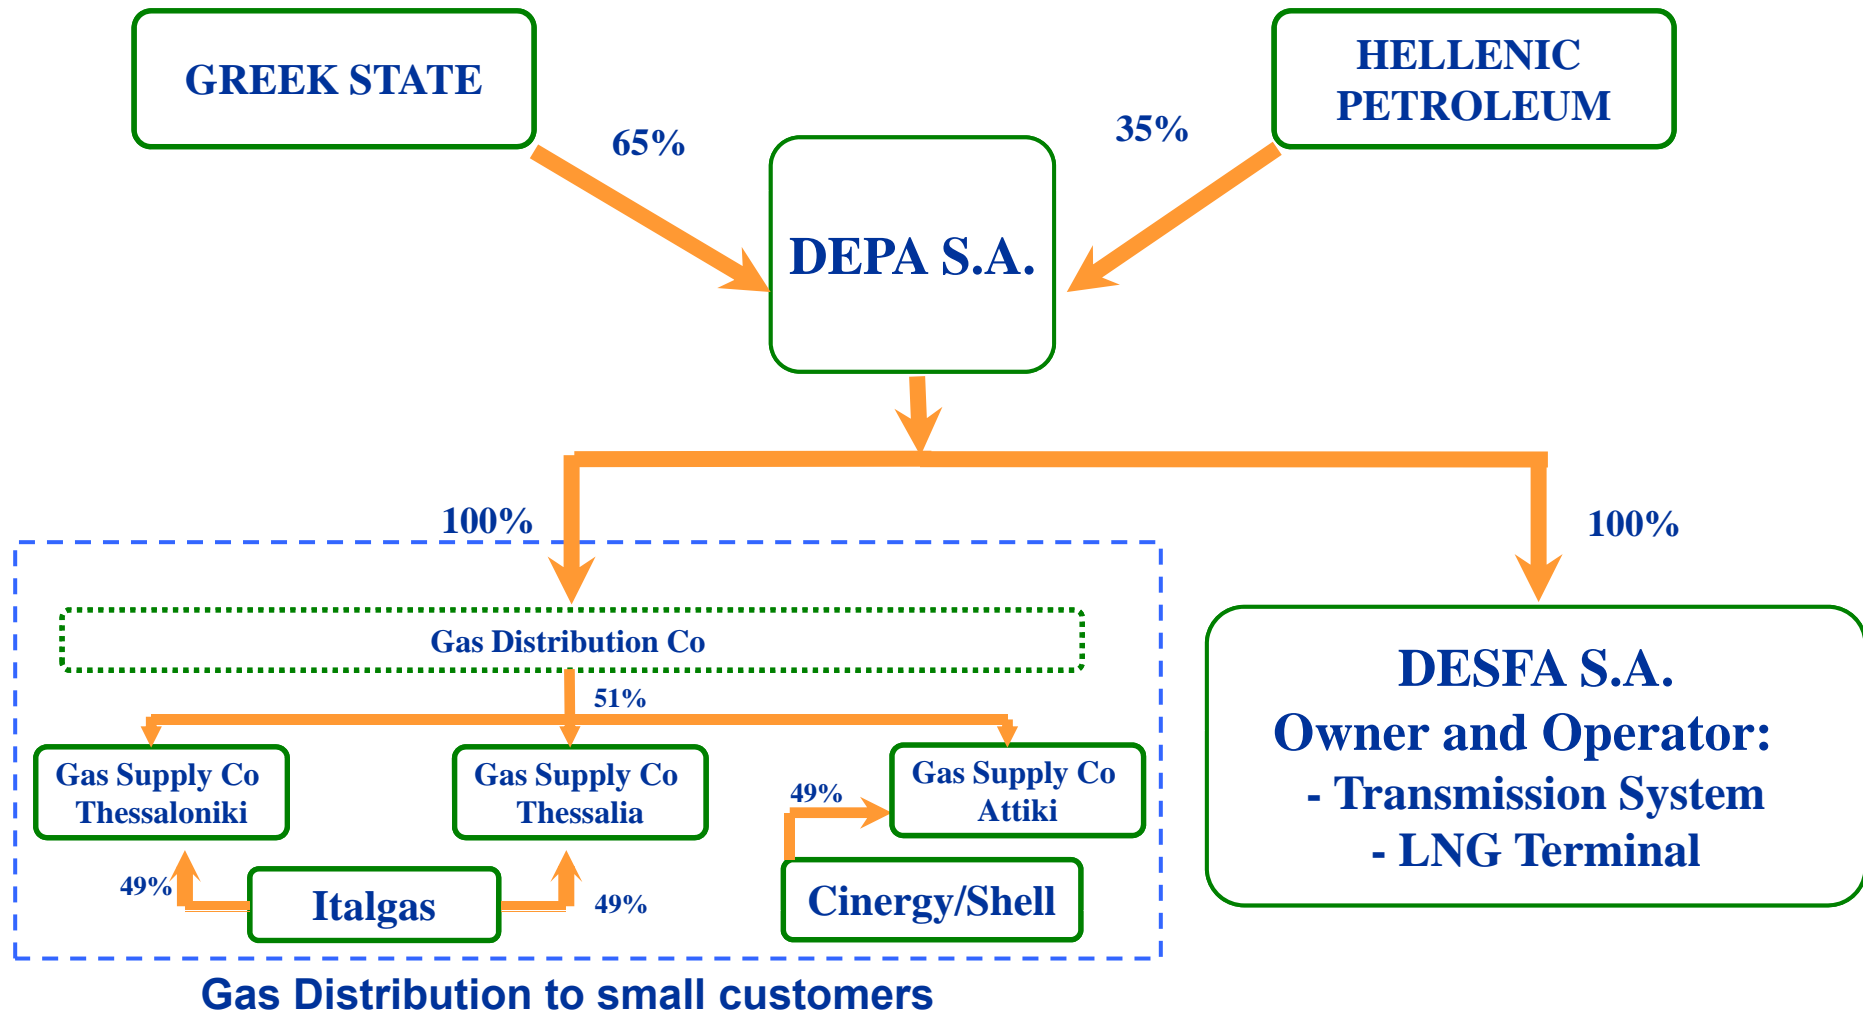 GREEK STATE
HELLENIC
PETROLEUM
65%
35%
DEPA S.A.
100%
100%
Gas Distribution Co
51%
Gas Supply Co
Thessaloniki
Gas Supply Co
Thessalia
Gas Supply Co
Attiki
49%
49%
Italgas
49%
Cinergy/Shell
DESFA S.A.
Owner and Operator:
- Transmission System
- LNG Terminal
Gas Distribution to small customers